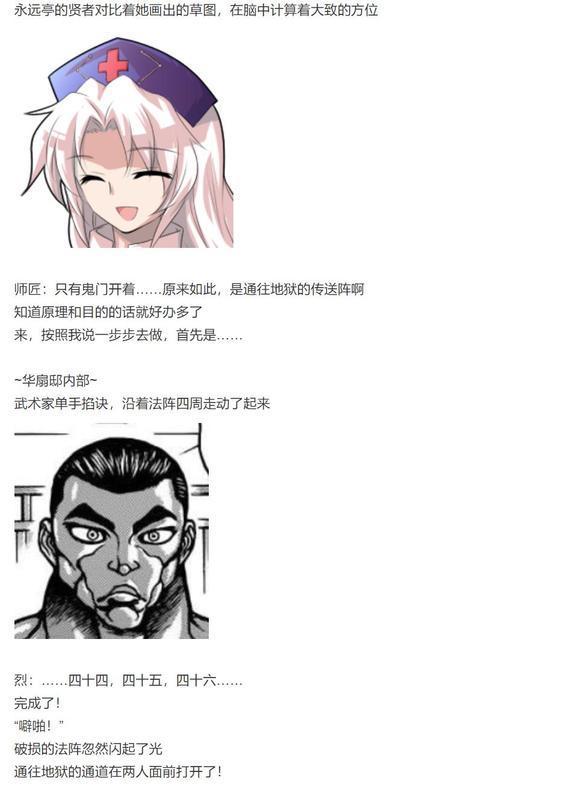 永远亭的贤者对比着她画出的草图，在脑中计算着大致的方位
师匠：只有鬼门开着……原来如此，是通往地狱的传送阵啊
知道原理和目的的话就好办多了
来，按照我说一步步去做，首先是……
~华扇邸内部~
武术家单手掐诀，沿着法阵四周走动了起来
烈：……四十四，四十五，四十六……
完成了！
“噼啪！”
破损的法阵忽然闪起了光
通往地狱的通道在两人面前打开了！